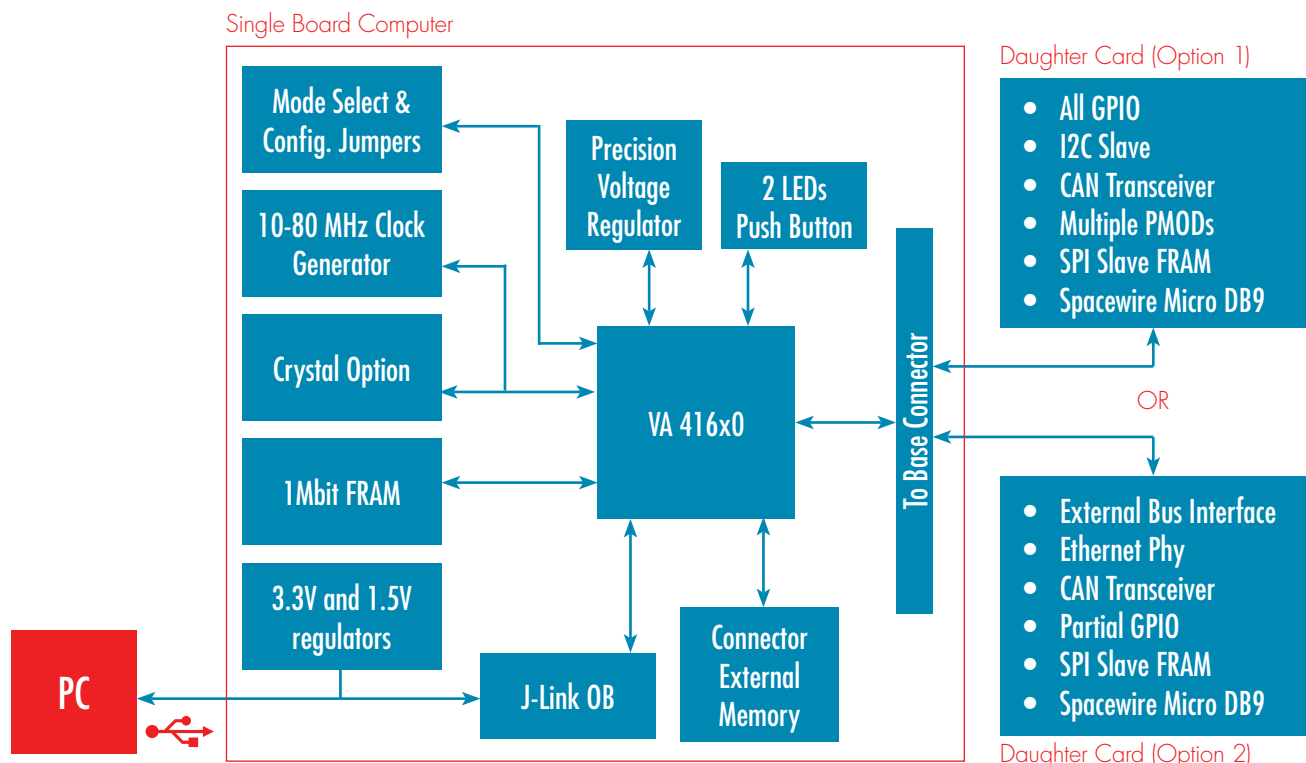 Single Board Computer
Mode Select &
Config. Jumpers
10-80 MHz Clock
Generator
Crystal Option
1Mbit FRAM
3.3V and 1.5V
regulators
PC
J-Link OB
Precision
Voltage
Regulator
2 LEDs
Push Button
VA 416x0
Connector
External
Memory
To Base Connector
Daughter Card (Option 1)
• All GPIO
• I2C Slave
• CAN Transceiver
• Multiple PMODs
• SPI Slave FRAM
• Spacewire Micro DB9
OR
• External Bus Interface
• Ethernet Phy
• CAN Transceiver
• Partial GPIO
• SPI Slave FRAM
• Spacewire Micro DB9
Daughter Card (Option 2)